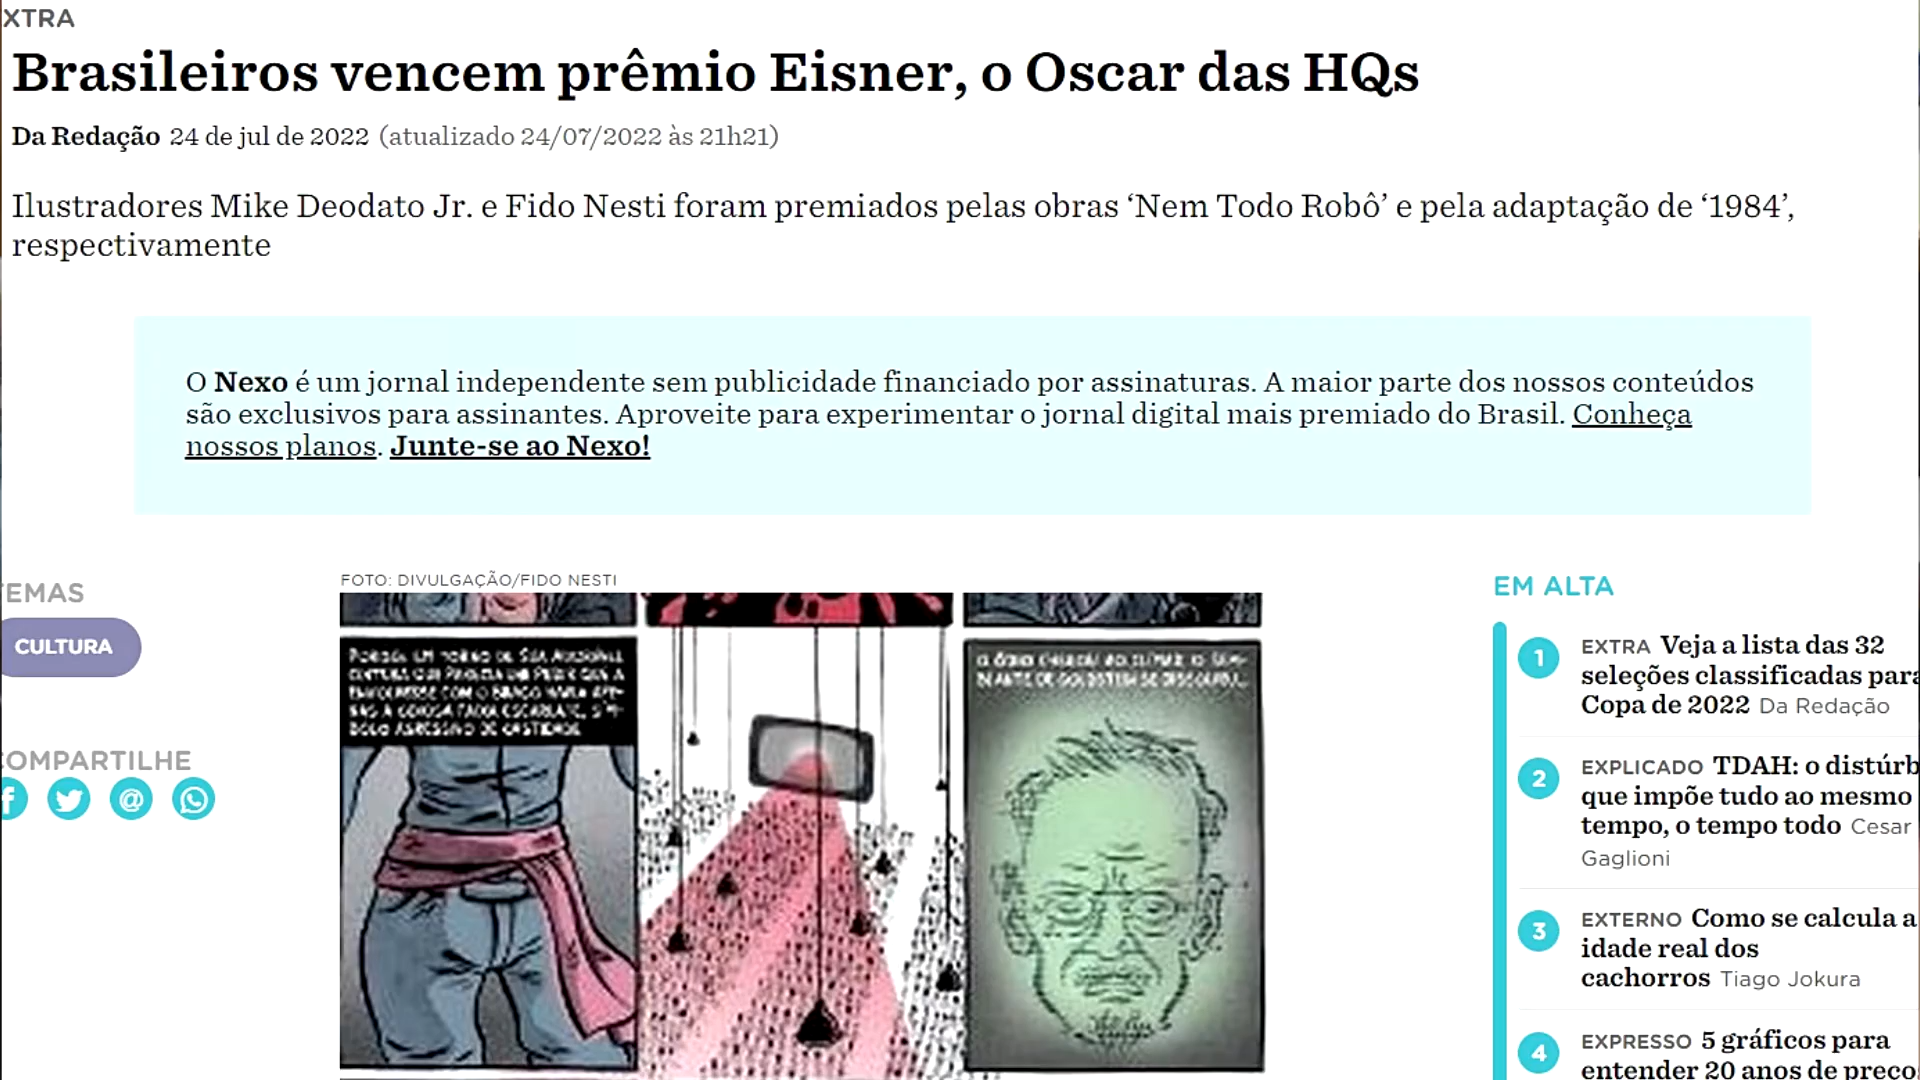 XTRA
Brasileiros vencem prêmio Eisner, o Oscar das HQs
Da Redação 24 de jul de 2022 (atualizado 24/07/2022 às 21h21)
Ilustradores Mike Deodato Jr. e Fido Nesti foram premiados pelas obras ‘Nem Todo Robô’ e pela adaptação de ‘1984’,
respectivamente
O Nexo é um jornal independente sem publicidade financiado por assinaturas. A maior parte dos nossos conteúdos
são exclusivos para assinantes. Aproveite para experimentar o jornal digital mais premiado do Brasil. Conheça
nossos planos. Junte-se ao Nexo!
EMAS
CULTURA
COMPARTILHE
FOTO: DIVULGAÇÃO/FIDO NESTI
EM ALTA
1 EXTRA Veja a lista das 32
seleções classificadas para
Copa de 2022 Da Redação
2 EXPLICADO TDAH: o distúrb
que impõe tudo ao mesmo
tempo, o tempo todo Cesar
Gaglioni
3 EXTERNO Como se calcula a
idade real dos
cachorros Tiago Jokura
4 EXPRESSO 5 gráficos para
entender 20 anos de preço